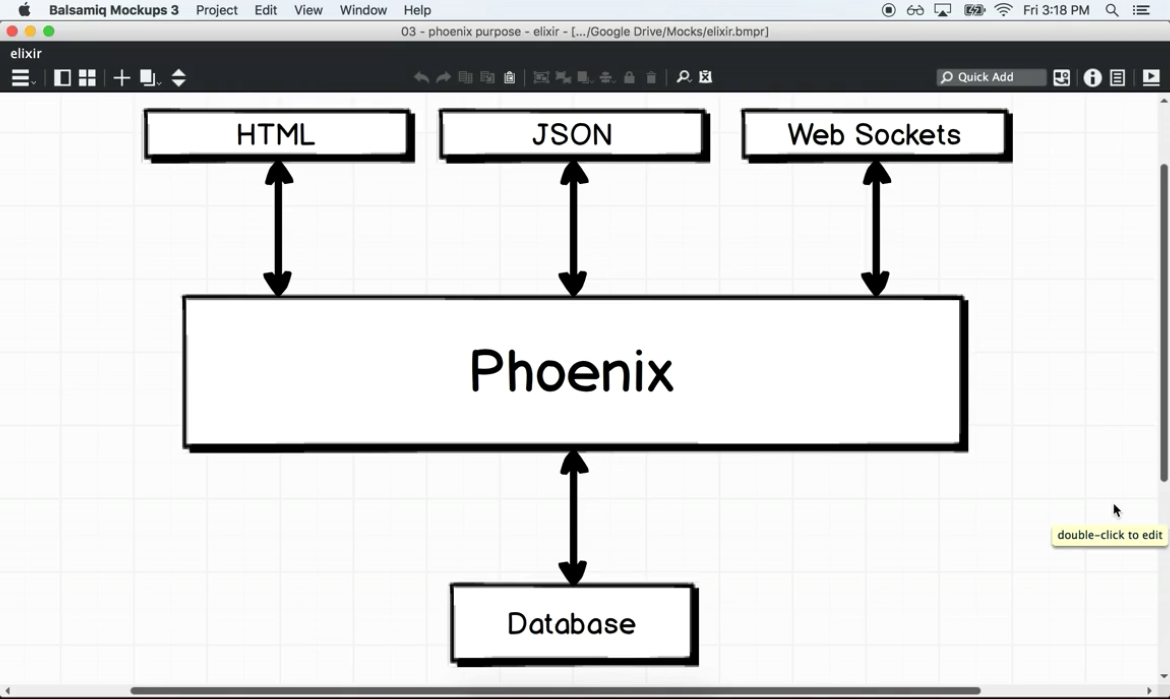 Balsamiq Mockups 3 Project Edit View Window Help Fri 3:18 PM
03 - phoenix purpose - elixir - [.../Google Drive/Mocks/elixir.bmpr]
elixir
Quick Add
HTML JSON Web Sockets
Phoenix
double-click to edit
Database